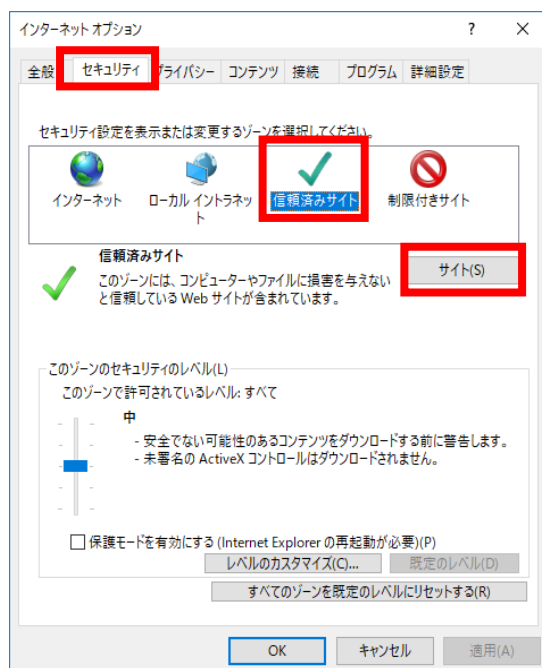 インターネット オプション
?
×
全般 セキュリティ プライバシー コンテンツ 接続 プログラム 詳細設定
セキュリティ設定を表示または変更するゾーンを選択してください。
インターネット
ローカル イントラネッ
ト
信頼済みサイト
制限付きサイト
信頼済みサイト
このゾーンには、コンピューターやファイルに損害を与えない
と信頼している Web サイトが含まれています。
サイト(S)
このゾーンのセキュリティのレベル(L)
このゾーンで許可されているレベル: すべて
中
- 安全でない可能性のあるコンテンツをダウンロードする前に警告します。
- 未署名の ActiveX コントロールはダウンロードされません。
保護モードを有効にする (Internet Explorer の再起動が必要)(P)
レベルのカスタマイズ(C)... 既定のレベル(D)
すべてのゾーンを既定のレベルにリセットする(R)
OK キャンセル 適用(A)